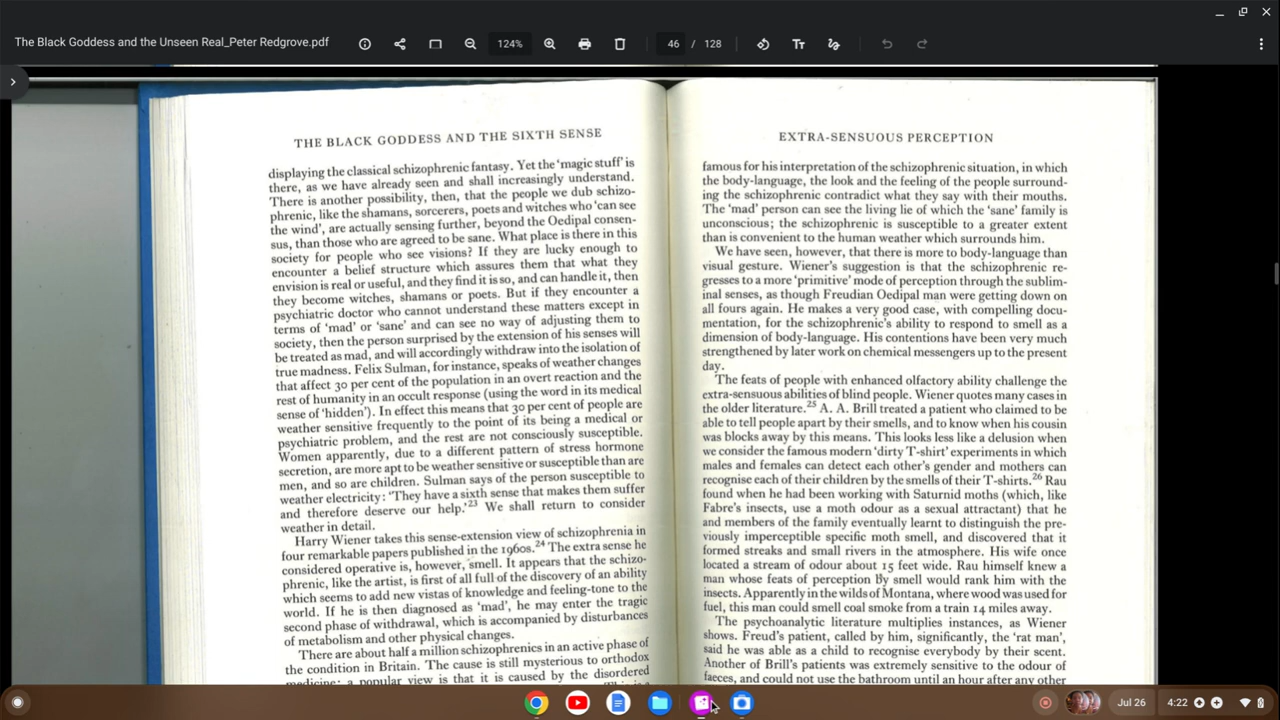 The Black Goddess and the Unseen Real_Peter Redgrove.pdf
124%
46 / 128
THE BLACK GODDESS AND THE SIXTH SENSE
displaying the classical schizophrenic fantasy. Yet the 'magic stuff' is
there, as we have already seen and shall increasingly understand.
There is another possibility, then, that the people we dub schizo-
phrenic, like the shamans, sorcerers, poets and witches who 'can see
the wind', are actually sensing further, beyond the Oedipal consen-
sus, than those who are agreed to be sane. What place is there in this
society for people who see visions? If they are lucky enough to
encounter a belief structure which assures them that what they
envision is real or useful, and they find it is so, and can handle it, then
they become witches, shamans or poets. But if they encounter a
psychiatric doctor who cannot understand these matters except in
terms of 'mad' or 'sane' and can see no way of adjusting them to
society, then the person surprised by the extension of his senses will
be treated as mad, and will accordingly withdraw into the isolation of
true madness. Felix Sulman, for instance, speaks of weather changes
that affect 30 per cent of the population in an overt reaction and the
rest of humanity in an occult response (using the word in its medical
sense of 'hidden'). In effect this means that 30 per cent of people are
weather sensitive frequently to the point of its being a medical or
psychiatric problem, and the rest are not consciously susceptible.
Women apparently, due to a different pattern of stress hormone
secretion, are more apt to be weather sensitive or susceptible than are
men, and so are children. Sulman says of the person susceptible to
weather electricity: 'They have a sixth sense that makes them suffer
and therefore deserve our help.'23 We shall return to consider
weather in detail.
Harry Wiener takes this sense-extension view of schizophrenia in
four remarkable papers published in the 1960s.24 The extra sense he
considered operative is, however, smell. It appears that the schizo-
phrenic, like the artist, is first of all full of the discovery of an ability
which seems to add new vistas of knowledge and feeling-tone to the
world. If he is then diagnosed as 'mad', he may enter the tragic
second phase of withdrawal, which is accompanied by disturbances
of metabolism and other physical changes.
There are about half a million schizophrenics in an active phase of
the condition in Britain. The cause is still mysterious to orthodox
medicine; a popular view is that it is caused by the disordered
EXTRA-SENSUOUS PERCEPTION
famous for his interpretation of the schizophrenic situation, in which
the body-language, the look and the feeling of the people surround-
ing the schizophrenic contradict what they say with their mouths.
The 'mad' person can see the living lie of which the 'sane' family is
unconscious; the schizophrenic is susceptible to a greater extent
than is convenient to the human weather which surrounds him.
We have seen, however, that there is more to body-language than
visual gesture. Wiener's suggestion is that the schizophrenic re-
gresses to a more 'primitive' mode of perception through the sublim-
inal senses, as though Freudian Oedipal man were getting down on
all fours again. He makes a very good case, with compelling docu-
mentation, for the schizophrenic's ability to respond to smell as a
dimension of body-language. His contentions have been very much
strengthened by later work on chemical messengers up to the present
day.
The feats of people with enhanced olfactory ability challenge the
extra-sensuous abilities of blind people. Wiener quotes many cases in
the older literature.25 A. A. Brill treated a patient who claimed to be
able to tell people apart by their smells, and to know when his cousin
was blocks away by this means. This looks less like a delusion when
we consider the famous modern 'dirty T-shirt' experiments in which
males and females can detect each other's gender and mothers can
recognise each of their children by the smells of their T-shirts.26 Rau
found when he had been working with Saturnid moths (which, like
Fabre's insects, use a moth odour as a sexual attractant) that he
and members of the family eventually learnt to distinguish the pre-
viously imperceptible specific moth smell, and discovered that it
formed streaks and small rivers in the atmosphere. His wife once
located a stream of odour about 15 feet wide. Rau himself knew a
man whose feats of perception by smell would rank him with the
insects. Apparently in the wilds of Montana, where wood was used for
fuel, this man could smell coal smoke from a train 14 miles away.
The psychoanalytic literature multiplies instances, as Wiener
shows. Freud's patient, called by him, significantly, the 'rat man',
said he was able as a child to recognise everybody by their scent.
Another of Brill's patients was extremely sensitive to the odour of
faeces, and could not use the bathroom until an hour after any other
Jul 26
4:22